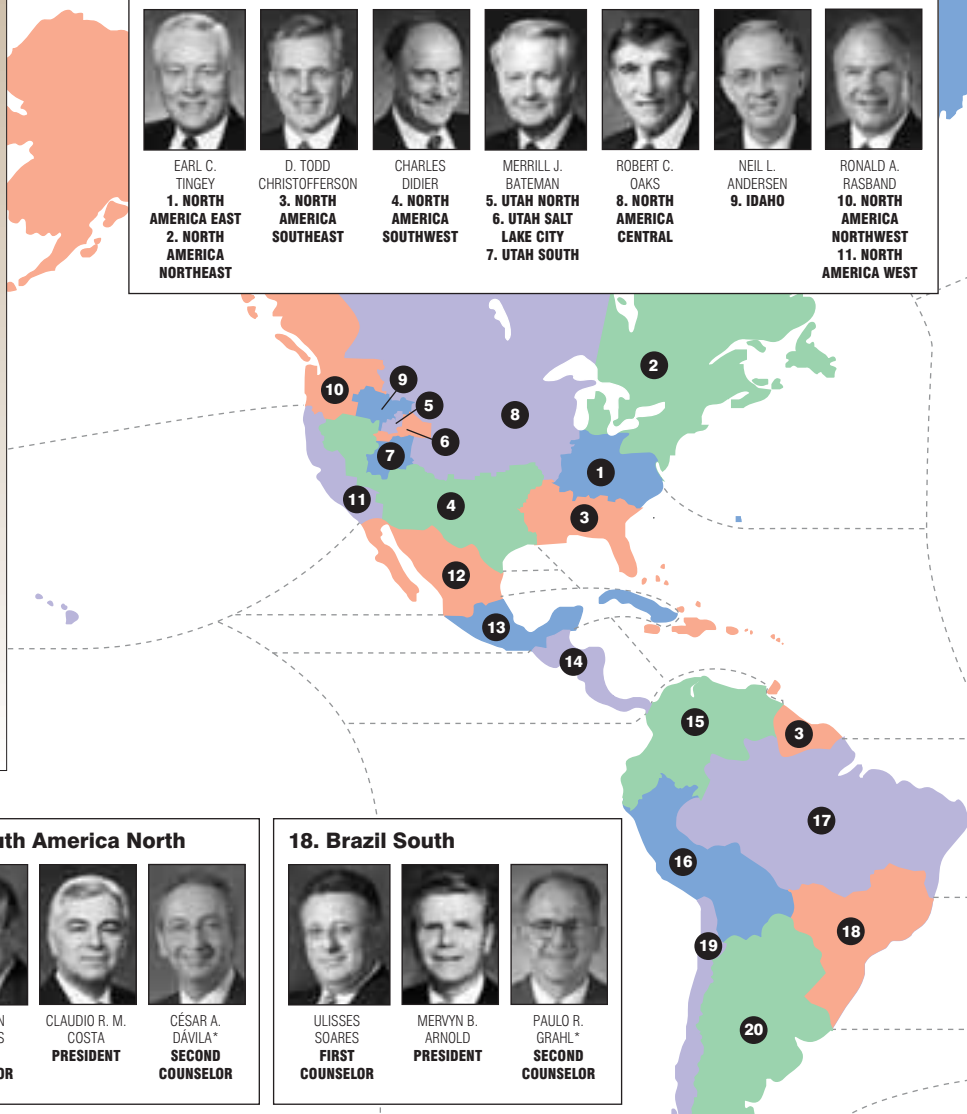 EARL C.
TINGEY
1. NORTH
AMERICA EAST
2. NORTH
AMERICA
NORTHEAST
D. TODD
CHRISTOFFERSON
3. NORTH
AMERICA
SOUTHEAST
CHARLES
DIDIER
4. NORTH
AMERICA
SOUTHWEST
MERRILL J.
BATEMAN
5. UTAH NORTH
6. UTAH SALT
LAKE CITY
7. UTAH SOUTH
ROBERT C.
OAKS
8. NORTH
AMERICA
CENTRAL
NEIL L.
ANDERSEN
9. IDAHO
RONALD A.
RASBAND
10. NORTH
AMERICA
NORTHWEST
11. NORTH
AMERICA WEST
2
9
10
5
8
6
7
1
11
4
3
12
13
14
15
3
17
16
18
19
20
America North
CLAUDIO R. M.
COSTA
PRESIDENT
CÉSAR A.
DÁVILA*
SECOND
COUNSELOR
18. Brazil South
ULISSES
SOARES
FIRST
COUNSELOR
MERVYN B.
ARNOLD
PRESIDENT
PAULO R.
GRAHL*
SECOND
COUNSELOR